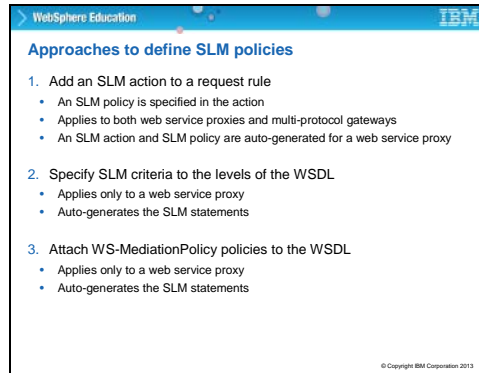 WebSphere Education
IBM
Approaches to define SLM policies
1. Add an SLM action to a request rule
• An SLM policy is specified in the action
• Applies to both web service proxies and multi-protocol gateways
• An SLM action and SLM policy are auto-generated for a web service proxy
2. Specify SLM criteria to the levels of the WSDL
• Applies only to a web service proxy
• Auto-generates the SLM statements
3. Attach WS-MediationPolicy policies to the WSDL
• Applies only to a web service proxy
• Auto-generates the SLM statements
© Copyright IBM Corporation 2013